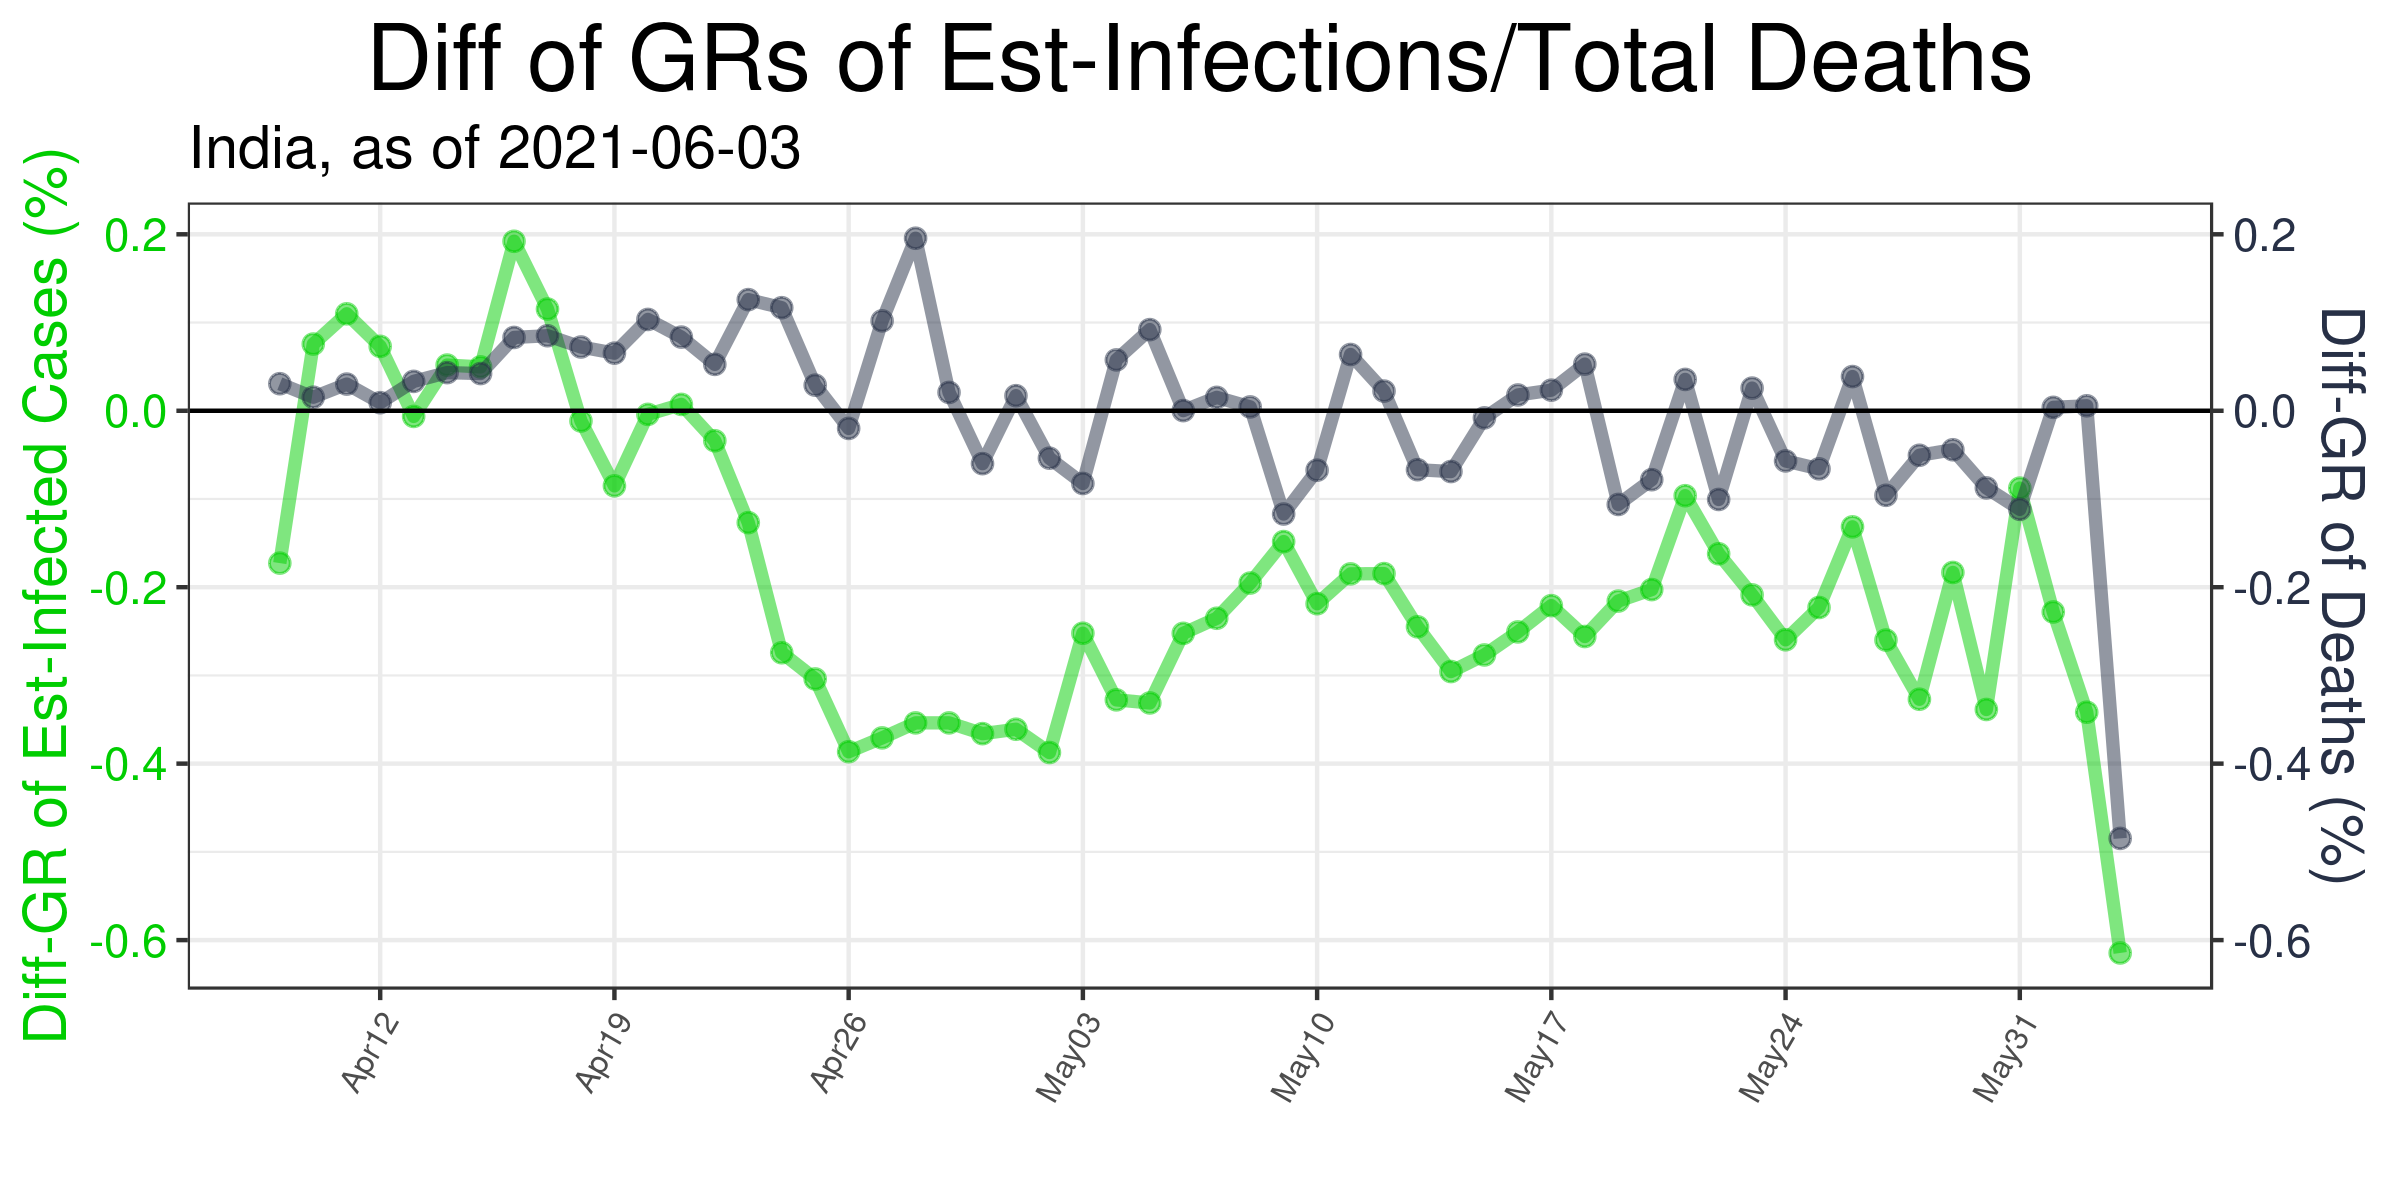 Diff of GRs of Est-Infections/Total Deaths
India, as of 2021-06-03
Diff-GR of Est-Infected Cases (%)
0.2
0.0
-0.2
-0.4
-0.6
0.2
0.0
-0.2
-0.4
-0.6
Diff-GR of Deaths (%)
Apr12
Apr19
Apr26
May03
May10
May17
May24
May31